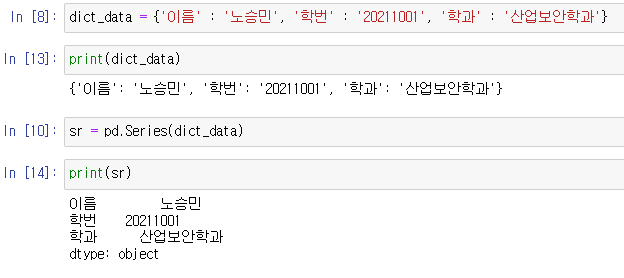 In [8]: dict_data = {'이름' : '노승민', '학번' : '20211001', '학과' : '산업보안학과'}
In [13]: print(dict_data)
{'이름': '노승민', '학번': '20211001', '학과': '산업보안학과'}
In [10]: sr = pd.Series(dict_data)
In [14]: print(sr)
이름 노승민
학번 20211001
학과 산업보안학과
dtype: object